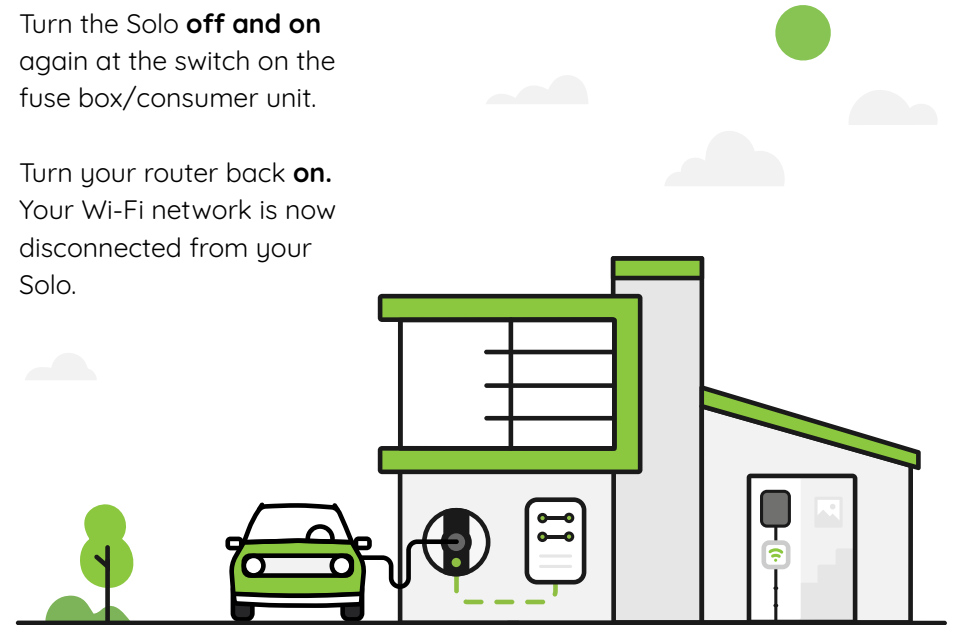 Turn the Solo off and on
again at the switch on the
fuse box/consumer unit.
Turn your router back on.
Your Wi-Fi network is now
disconnected from your
Solo.